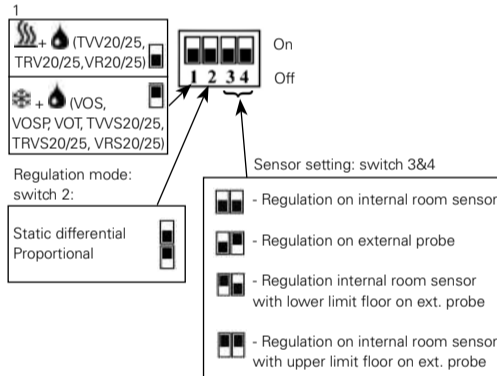 1
+ (TVV20/25,
TRV20/25,VR20/25)
+ (VOS,
VOSP, VOT, TVVS20/25,
TRVS20/25, VRS20/25)
On
Off
1 2 3 4
Regulation mode:
switch 2:
Static differential
Proportional
Sensor setting: switch 3&4
- Regulation on internal room sensor
- Regulation on external probe
- Regulation internal room sensor
with lower limit floor on ext. probe
- Regulation on internal room sensor
with upper limit floor on ext. probe